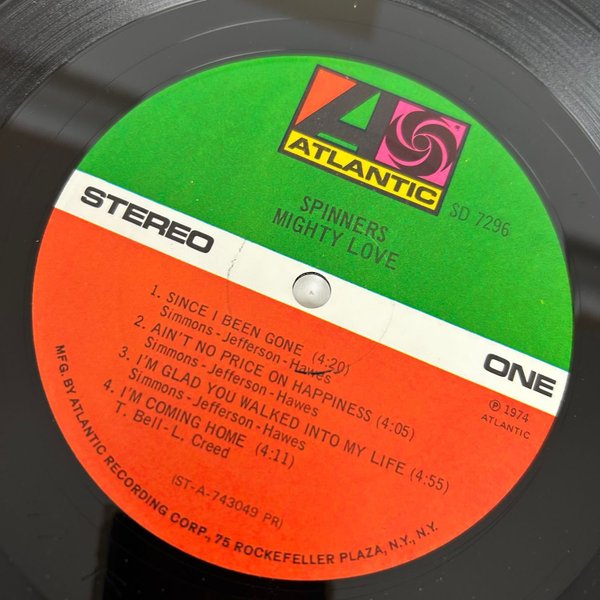 ATLANTIC
SD 7296
SPINNERS
MIGHTY LOVE
STEREO
ONE
℗ 1974
ATLANTIC
1. SINCE I BEEN GONE (4:20)
Simmons-Jefferson-Hawes
2. AIN'T NO PRICE ON HAPPINESS (4:05)
Simmons-Jefferson-Hawes
3. I'M GLAD YOU WALKED INTO MY LIFE (4:55)
Simmons-Jefferson-Hawes
4. I'M COMING HOME (4:11)
T. Bell-L. Creed
(ST-A-743049 PR)
MFG. BY ATLANTIC RECORDING CORP., 75 ROCKEFELLER PLAZA, N.Y., N.Y.